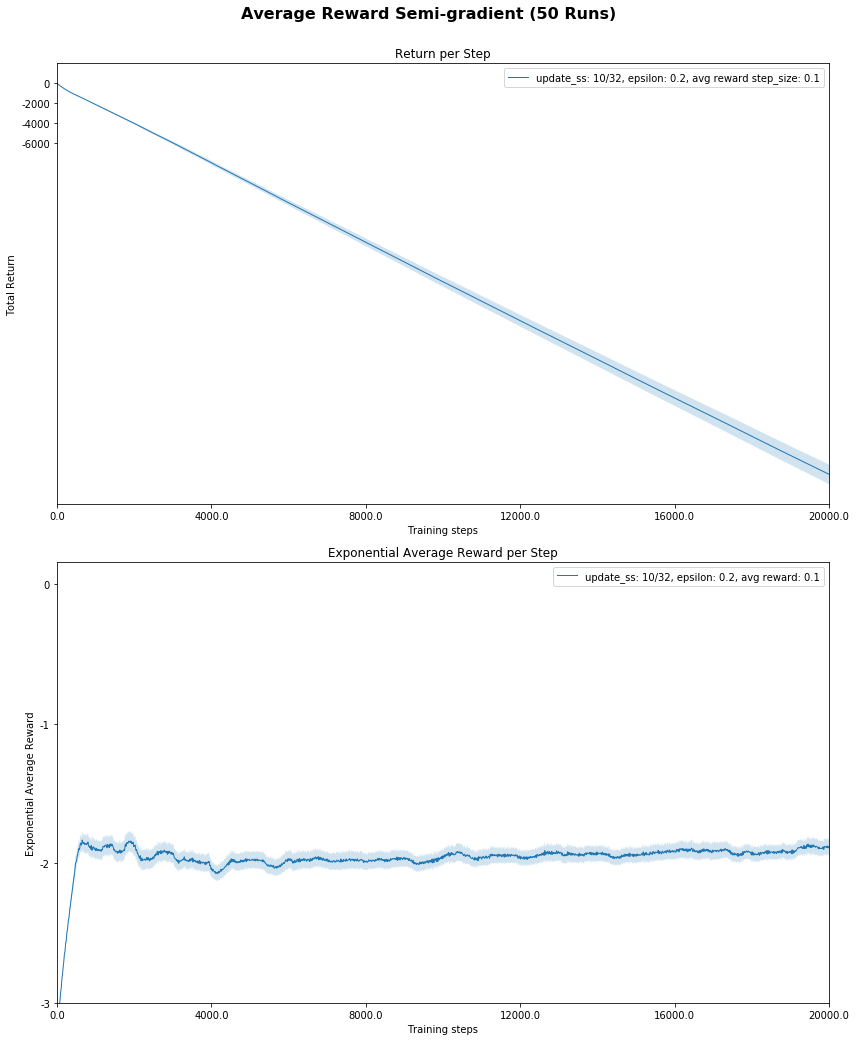 Average Reward Semi-gradient (50 Runs)
Return per Step
update_ss: 10/32, epsilon: 0.2, avg reward step_size: 0.1
0
-2000
-4000
-6000
Total Return
0.0 4000.0 8000.0 12000.0 16000.0 20000.0
Training steps
Exponential Average Reward per Step
update_ss: 10/32, epsilon: 0.2, avg reward: 0.1
0
-1
-2
-3
Exponential Average Reward
0.0 4000.0 8000.0 12000.0 16000.0 20000.0
Training steps